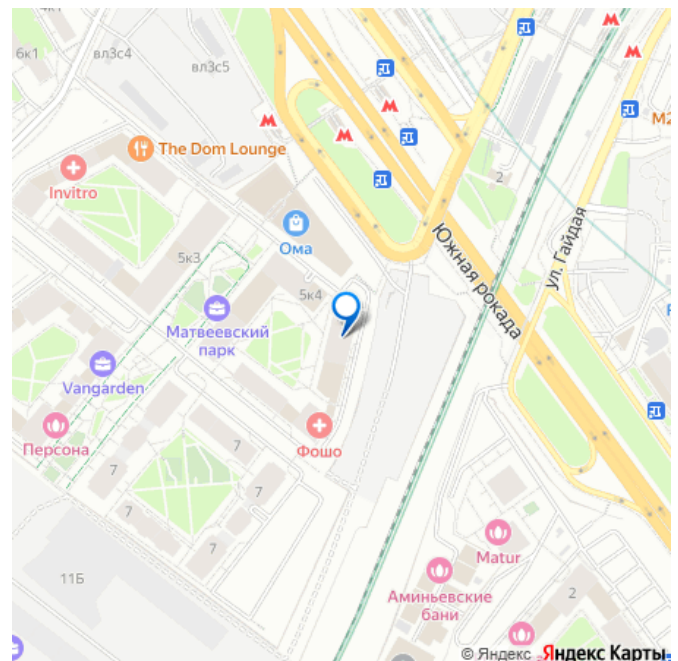 6к1
вл3с4
вл3с5
The Dom Lounge
Invitro
M2
2
Южная рокада
ул. Гайдая
Ома
5к3
5к4
Матвеевский
парк
Vangarden
Персона
Фошо
7
7
7
7
7
11Б
Matur
Аминьевские
бани
2
© Яндекс Яндекс Карты